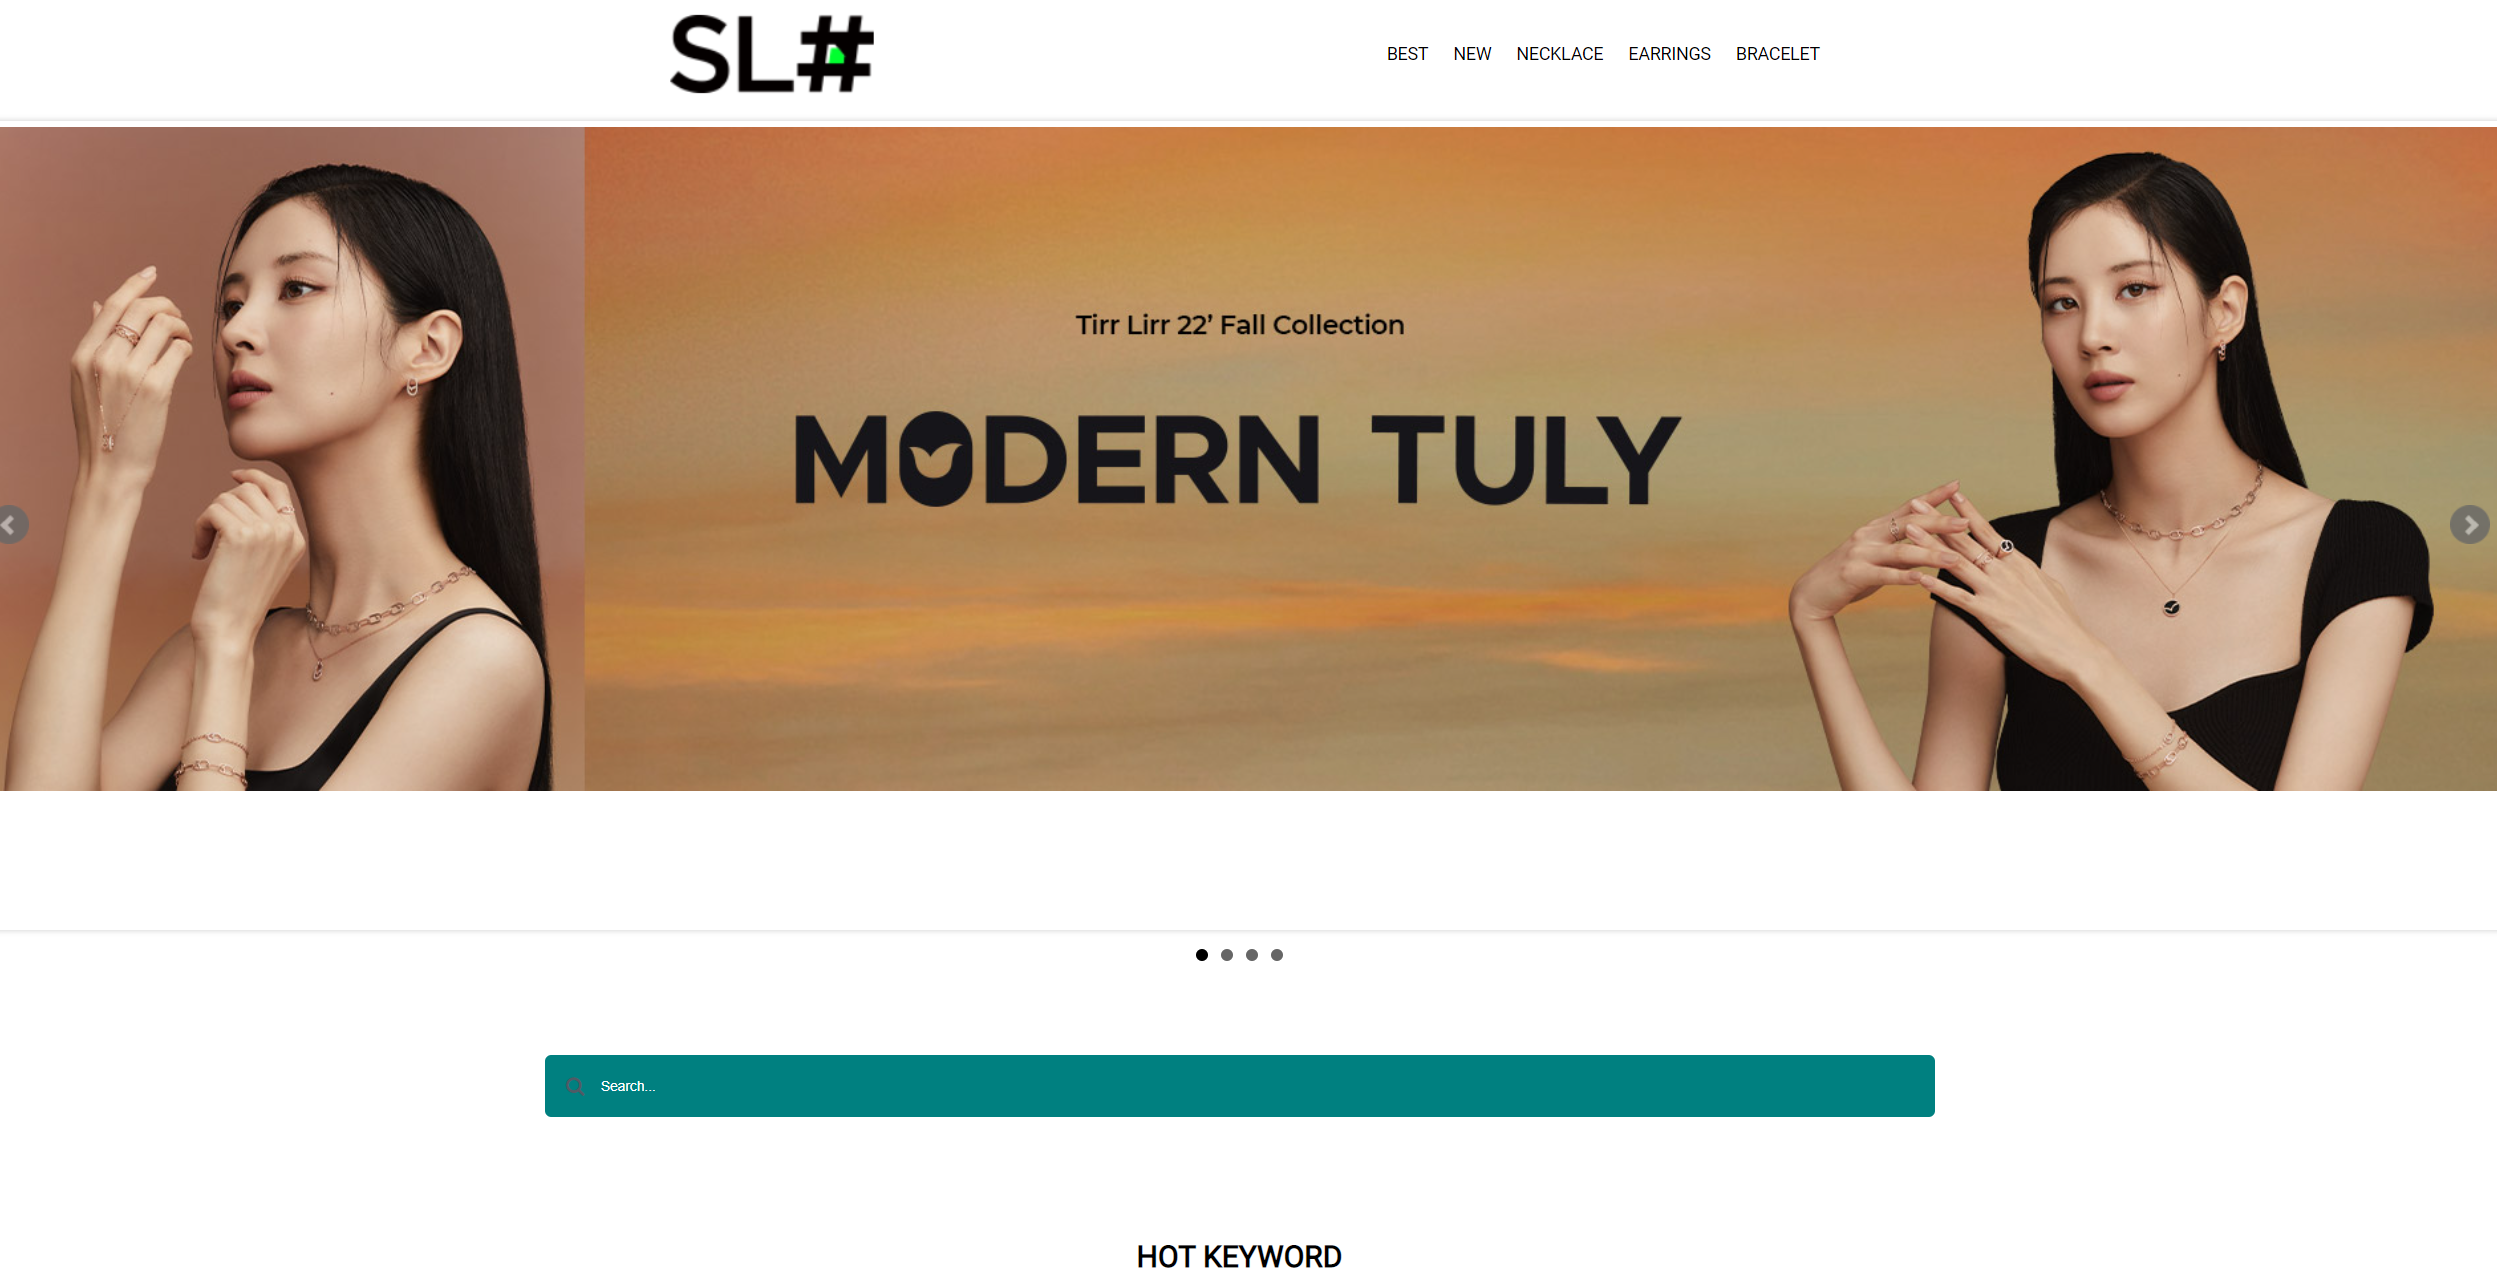 SL#
BEST NEW NECKLACE EARRINGS BRACELET
Tirr Lirr 22’ Fall Collection
MODERN TULY
Search...
HOT KEYWORD